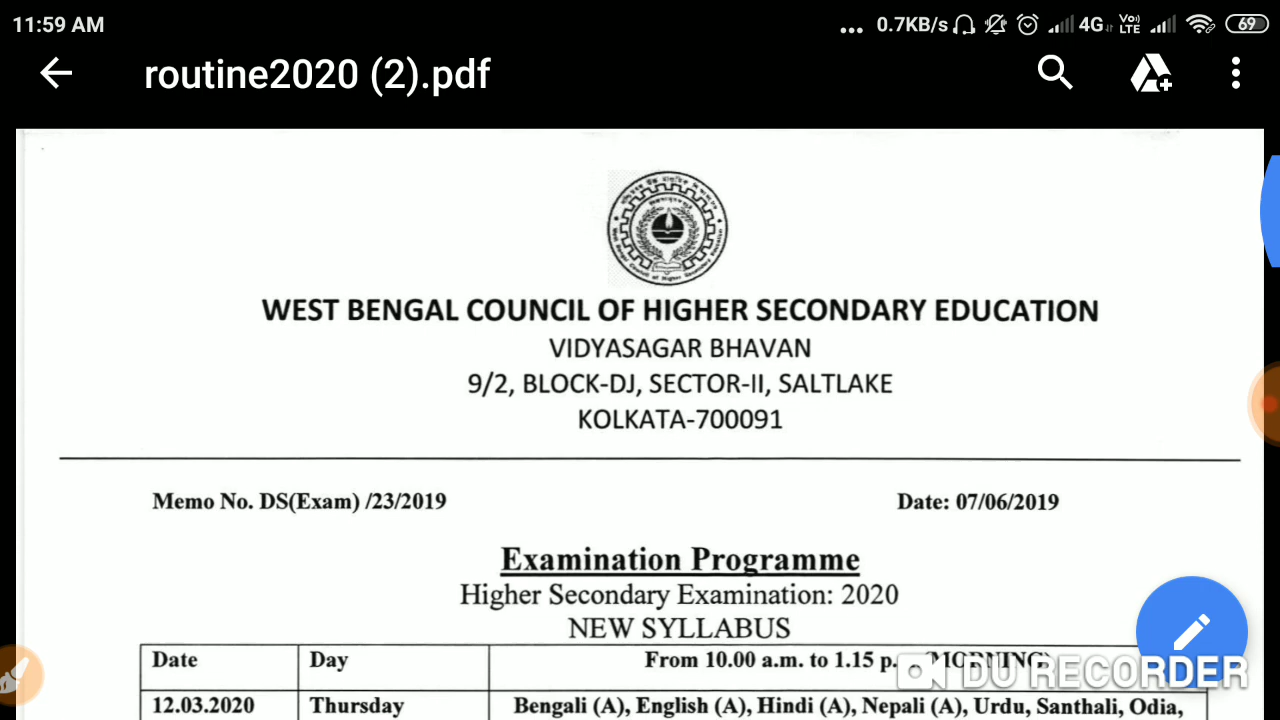 11:59 AM
... 0.7KB/s 4G Vo) LTE 69
routine2020 (2).pdf
WEST BENGAL COUNCIL OF HIGHER SECONDARY EDUCATION
VIDYASAGAR BHAVAN
9/2, BLOCK-DJ, SECTOR-II, SALTLAKE
KOLKATA-700091
Memo No. DS(Exam) /23/2019
Date: 07/06/2019
Examination Programme
Higher Secondary Examination: 2020
NEW SYLLABUS
Date Day From 10.00 a.m. to 1.15 p. (MORNING)
DU RECORDER
12.03.2020 Thursday Bengali (A), English (A), Hindi (A), Nepali (A), Urdu, Santhali, Odia,